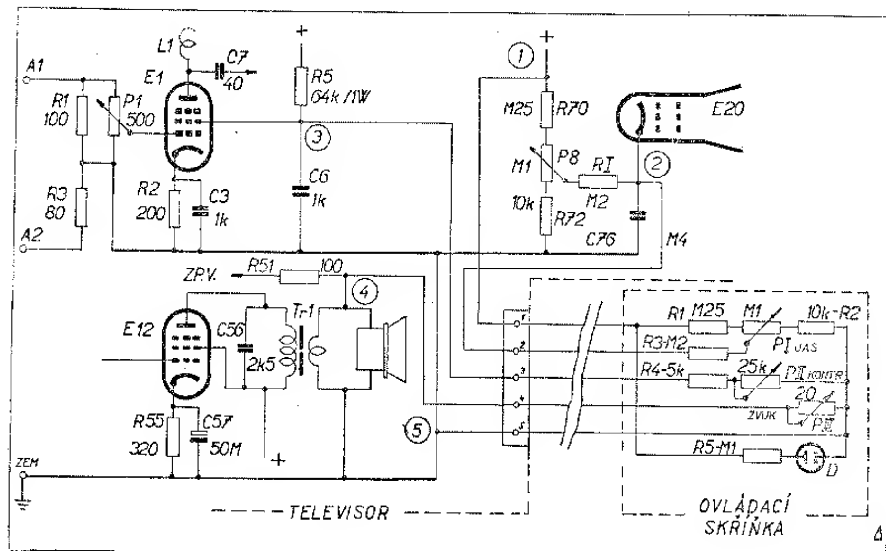 A1
R1
100
P1
500
R3
80
A2
L1
E1
C7
40
R2
200
C3
1k
+
R5
64k/1W
3
C6
1k
1
+
M25
R70
M1
P8
RI
M2
10k
R72
2
E20
C76
M4
Z.P.V.
R51
100
4
Tr1
E12
C56
2k5
R55
320
C57
50M
+
5
ZEM
1
2
3
4
5
R1
M25
M1
10k-R2
R3-M2
PI JAS
R4-5k
25k
PII KONTR
20
ZVUK
PIII
R5-M1
D
TELEVISOR
OVLÁDACÍ
SKŘÍŇKA